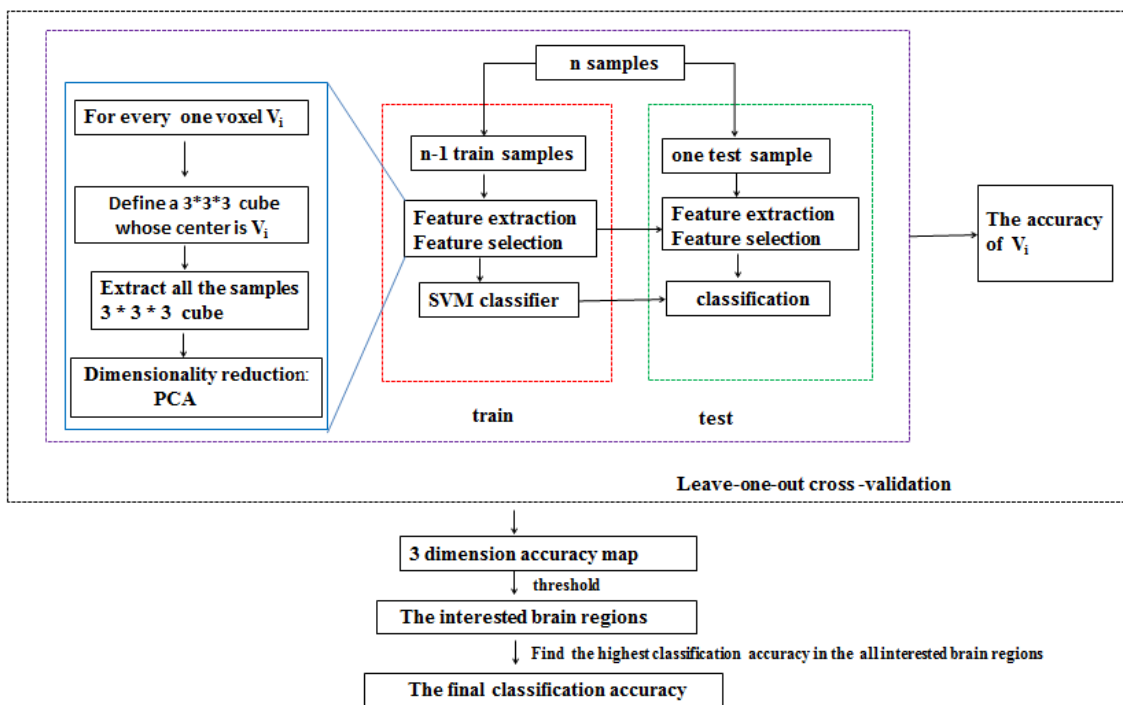 n samples
For every one voxel Vi
Define a 3*3*3 cube
whose center is Vi
Extract all the samples
3 * 3 * 3 cube
Dimensionality reduction:
PCA
n-1 train samples
Feature extraction
Feature selection
SVM classifier
train
one test sample
Feature extraction
Feature selection
classification
test
The accuracy
of Vi
Leave-one-out cross -validation
3 dimension accuracy map
threshold
The interested brain regions
Find the highest classification accuracy in the all interested brain regions
The final classification accuracy